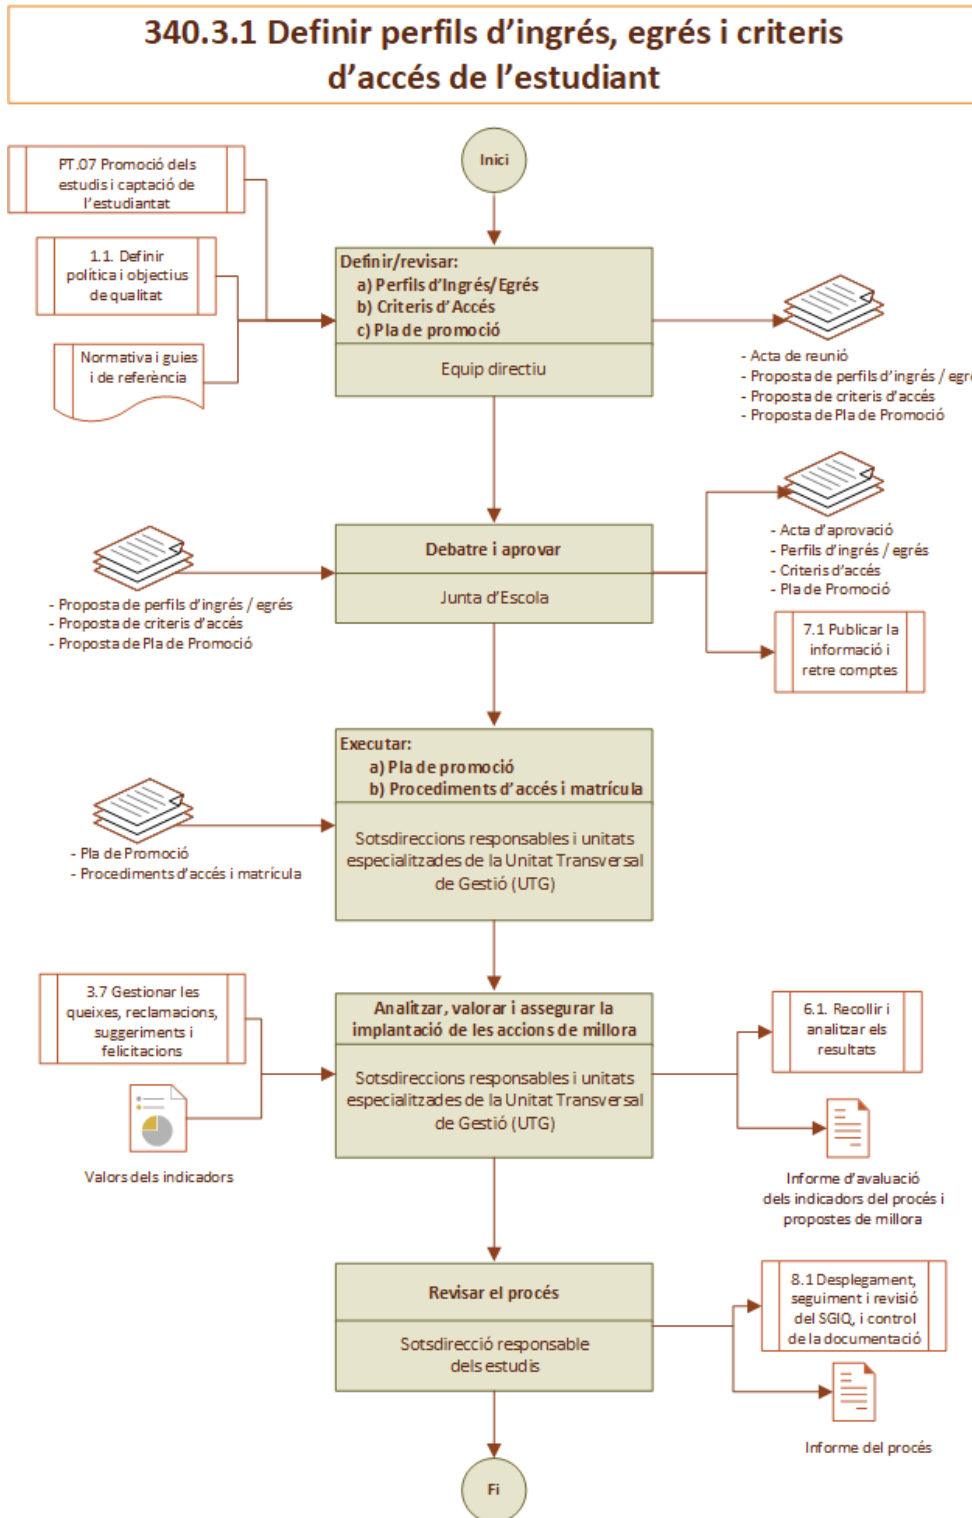 340.3.1 Definir perfils d’ingrés, egrés i criteris
d’accés de l’estudiant
Inici
PT.07 Promoció dels
estudis i captació de
l’estudiantat
1.1. Definir
política i objectius
de qualitat
Normativa i guies
i de referència
Definir/revisar:
a) Perfils d’Ingrés/Egrés
b) Criteris d’Accés
c) Pla de promoció
Equip directiu
- Acta de reunió
- Proposta de perfils d’ingrés / egré
- Proposta de criteris d’accés
- Proposta de Pla de Promoció
- Proposta de perfils d’ingrés / egrés
- Proposta de criteris d’accés
- Proposta de Pla de Promoció
Debatre i aprovar
Junta d’Escola
- Acta d’aprovació
- Perfils d’ingrés / egrés
- Criteris d’accés
- Pla de Promoció
7.1 Publicar la
informació i
retre comptes
- Pla de Promoció
- Procediments d’accés i matrícula
Executar:
a) Pla de promoció
b) Procediments d’accés i matrícula
Sotsdireccions responsables i unitats
especialitzades de la Unitat Transversal
de Gestió (UTG)
3.7 Gestionar les
queixes, reclamacions,
suggeriments i
felicitacions
Valors dels indicadors
Analitzar, valorar i assegurar la
implantació de les accions de millora
Sotsdireccions responsables i unitats
especialitzades de la Unitat Transversal
de Gestió (UTG)
6.1. Recollir i
analitzar els
resultats
Informe d’avaluació
dels indicadors del procés i
propostes de millora
Revisar el procés
Sotsdirecció responsable
dels estudis
8.1 Desplegament,
seguiment i revisió
del SGIQ, i control
de la documentació
Informe del procés
Fi